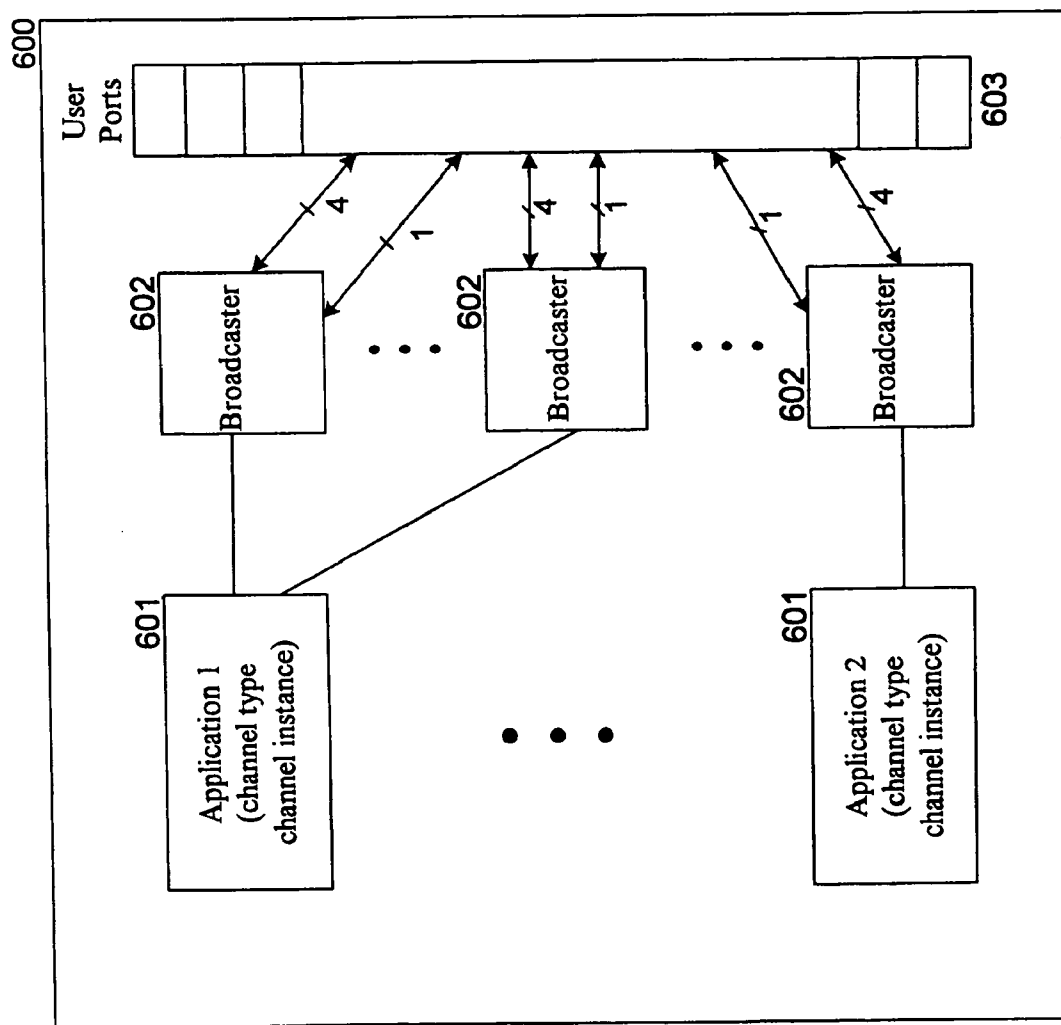 600
User
Ports
603
4
1
4
1
1
4
602
Broadcaster
602
Broadcaster
602
Broadcaster
601
Application 1
(channel type
channel instance)
601
Application 2
(channel type
channel instance)